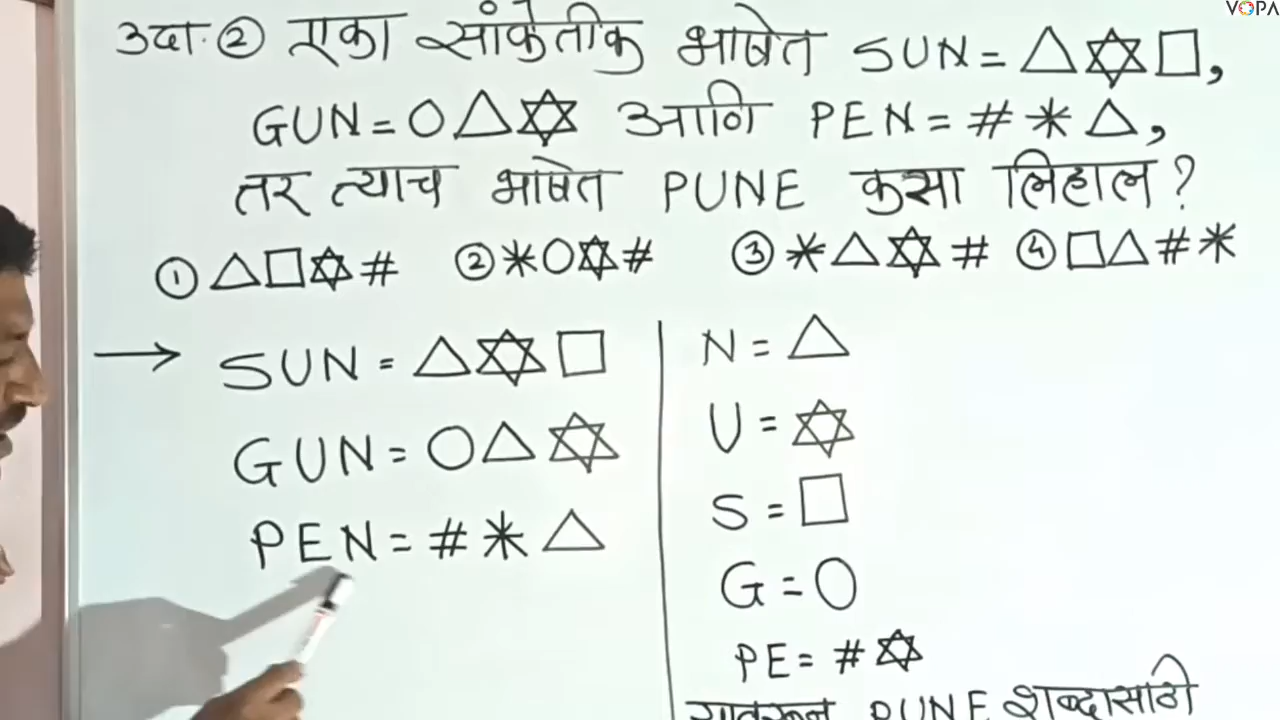 VOPA
उदा. ② एका सांकेतीक भाषेत SUN = △✡□,
GUN = ○△✡ आणि PEN = # * △,
तर त्याच भाषेत PUNE कसा लिहाल ?
① △□✡# ② *○✡# ③ *△✡# ④ □△#*
→ SUN = △✡□
GUN = ○△✡
PEN = # * △
N = △
U = ✡
S = □
G = ○
PE = #✡
यावरून PUNE शब्दासाठी